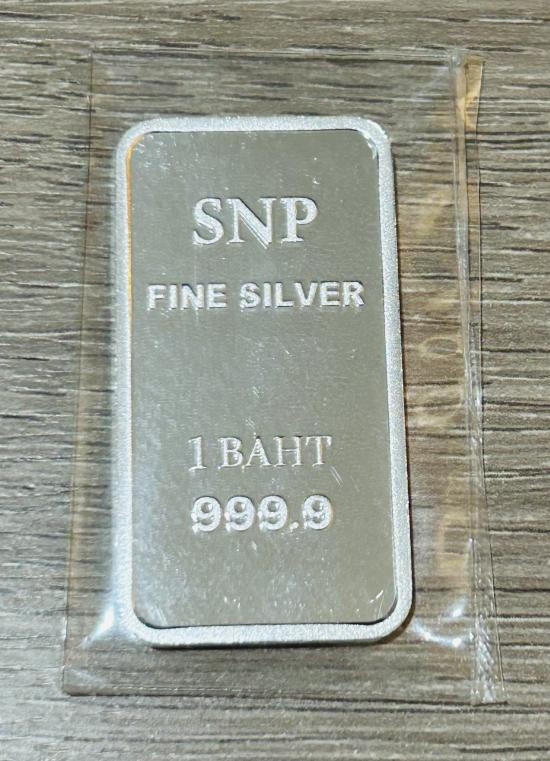 SNP
FINE SILVER
1 BAHT
999.9